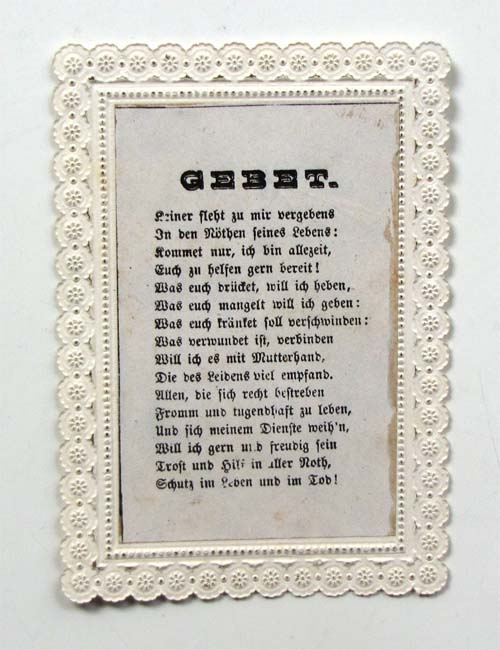 GEBET.
Keiner fleht zu mir vergebens
In den Nöthen seines Lebens:
Kommet nur, ich bin allezeit,
Euch zu helfen gern bereit!
Was euch drücket, will ich heben,
Was euch mangelt will ich geben:
Was euch kränket soll verschwinden:
Was verwundet ist, verbinden
Will ich es mit Mutterhand,
Die des Leidens viel empfand.
Allen, die sich recht bestreben
Fromm und tugendhaft zu leben,
Und sich meinem Dienste weih'n,
Will ich gern und freudig sein
Trost und Hilf in aller Noth,
Schutz im Leben und im Tod!